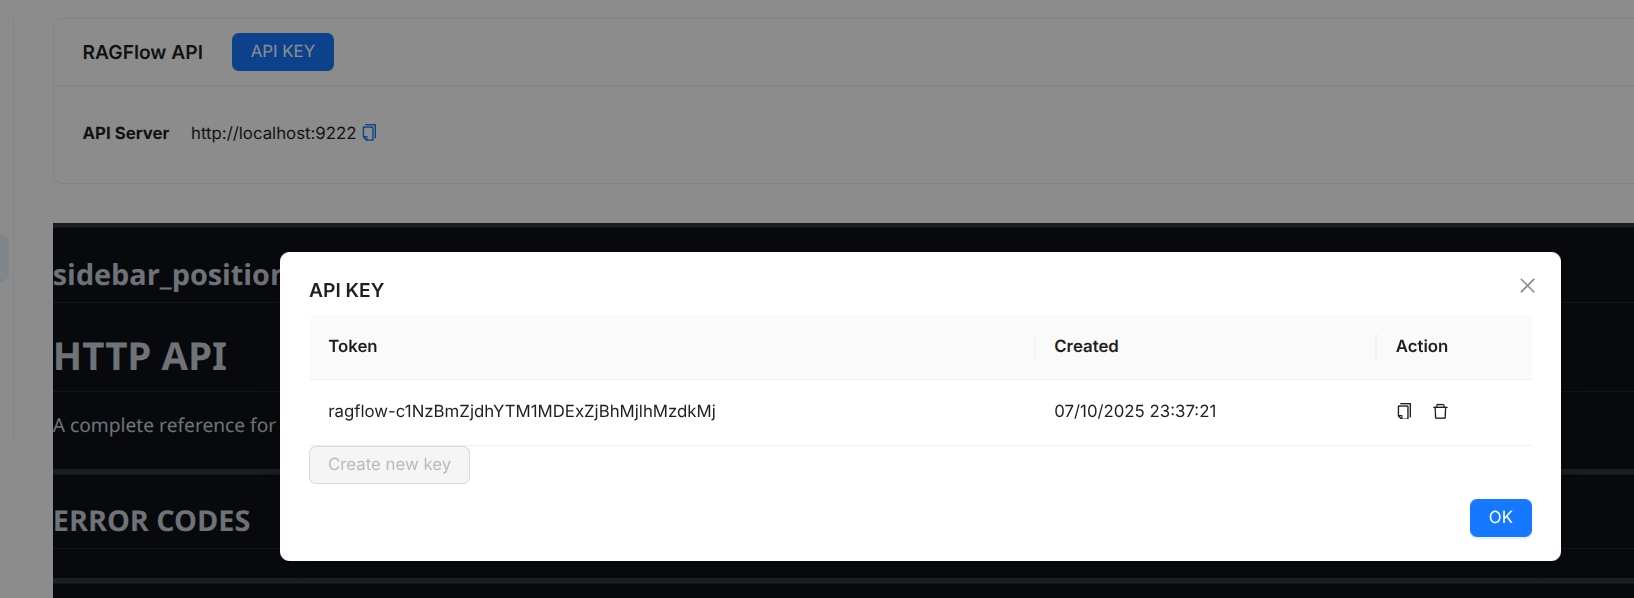 RAGFlow API API KEY
API Server http://localhost:9222
sidebar_position
HTTP API
A complete reference for
ERROR CODES
API KEY
Token Created Action
ragflow-c1NzBmZjdhYTM1MDExZjBhMjlhMzdkMj 07/10/2025 23:37:21
Create new key
OK